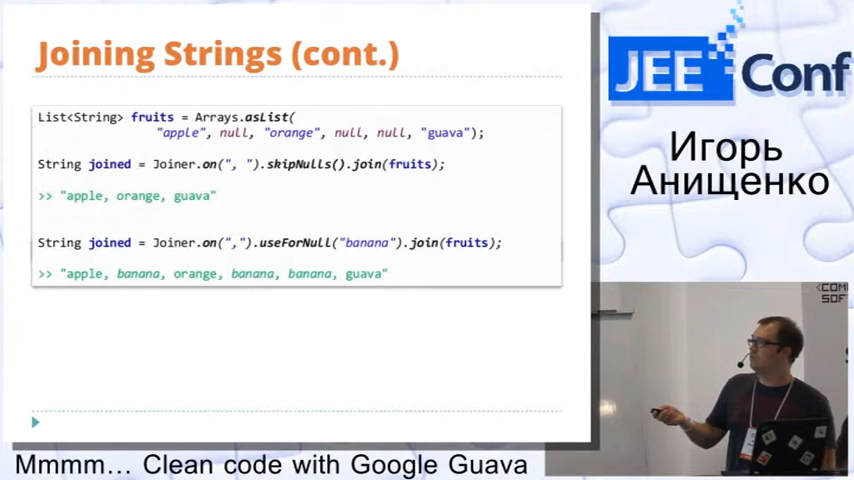 Joining Strings (cont.)
List<String> fruits = Arrays.asList(
"apple", null, "orange", null, null, "guava");
String joined = Joiner.on(", ").skipNulls().join(fruits);
>> "apple, orange, guava"
String joined = Joiner.on(",").useForNull("banana").join(fruits);
>> "apple, banana, orange, banana, banana, guava"
JEE Conf
Игорь
Анищенко
Mmmm... Clean code with Google Guava